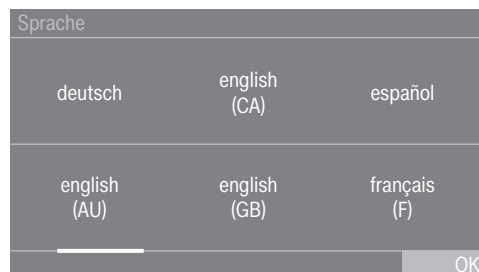 Sprache
deutsch
english
(CA)
español
english
(AU)
english
(GB)
français
(F)
OK